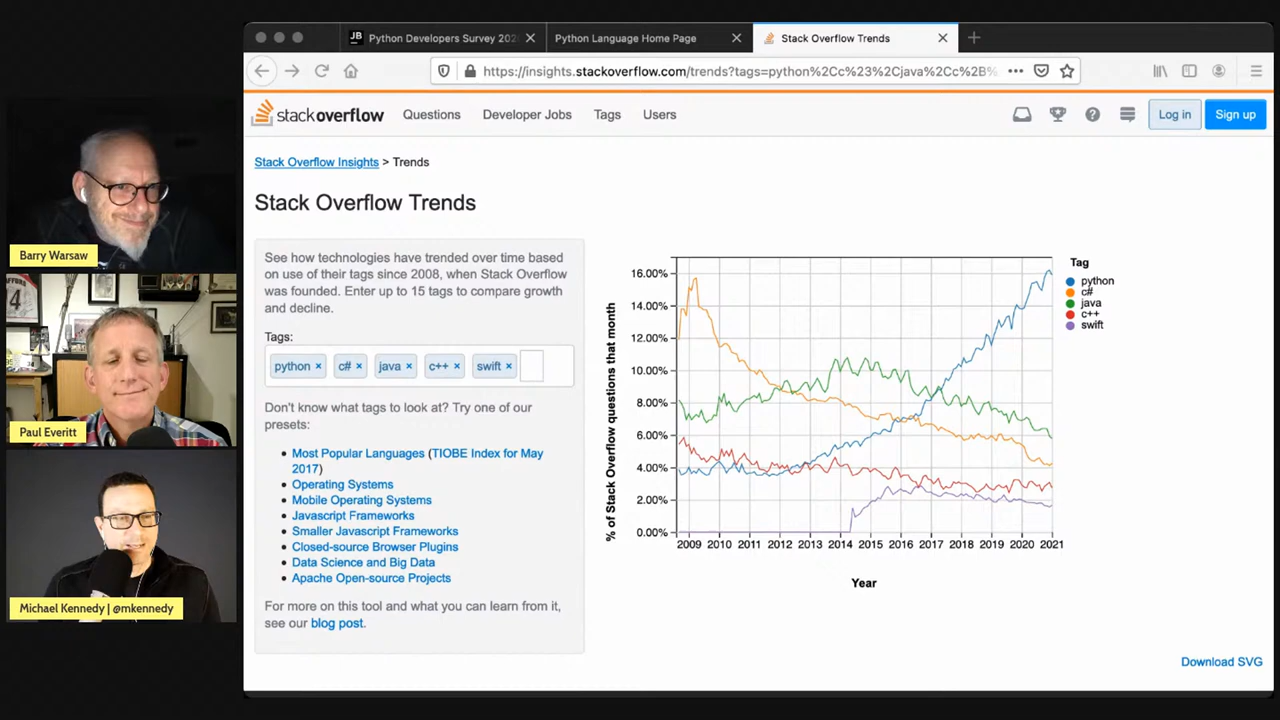 Barry Warsaw
Paul Everitt
Michael Kennedy | @mkennedy
JB Python Developers Survey 202
Python Language Home Page
Stack Overflow Trends
https://insights.stackoverflow.com/trends?tags=python%2Cc%23%2Cjava%2Cc%2B%
stackoverflow
Questions
Developer Jobs
Tags
Users
Log in
Sign up
Stack Overflow Insights > Trends
Stack Overflow Trends
See how technologies have trended over time based
on use of their tags since 2008, when Stack Overflow
was founded. Enter up to 15 tags to compare growth
and decline.
Tags:
python × c# × java × c++ × swift ×
Don't know what tags to look at? Try one of our
presets:
• Most Popular Languages (TIOBE Index for May
2017)
• Operating Systems
• Mobile Operating Systems
• Javascript Frameworks
• Smaller Javascript Frameworks
• Closed-source Browser Plugins
• Data Science and Big Data
• Apache Open-source Projects
For more on this tool and what you can learn from it,
see our blog post.
% of Stack Overflow questions that month
16.00%
14.00%
12.00%
10.00%
8.00%
6.00%
4.00%
2.00%
0.00%
2009 2010 2011 2012 2013 2014 2015 2016 2017 2018 2019 2020 2021
Year
Tag
python
c#
java
c++
swift
Download SVG